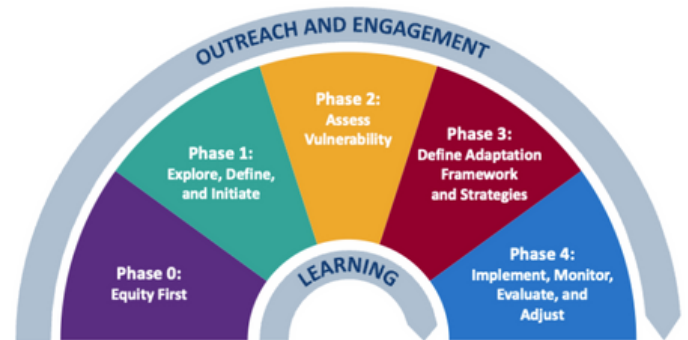 OUTREACH AND ENGAGEMENT
Phase 0:
Equity First
Phase 1:
Explore, Define,
and Initiate
Phase 2:
Assess
Vulnerability
Phase 3:
Define Adaptation
Framework
and Strategies
Phase 4:
Implement, Monitor,
Evaluate, and
Adjust
LEARNING